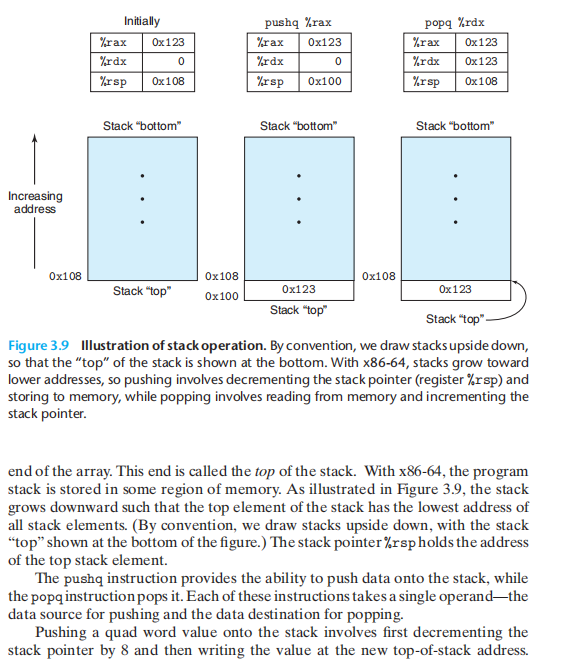 Initially
pushq %rax
popq %rdx
%rax 0x123
%rdx 0
%rsp 0x108
%rax 0x123
%rdx 0
%rsp 0x100
%rax 0x123
%rdx 0x123
%rsp 0x108
Stack “bottom”
Stack “bottom”
Stack “bottom”
Increasing
address
0x108
Stack “top”
0x108
0x100
0x123
Stack “top”
0x108
0x123
Stack “top”
Figure 3.9 Illustration of stack operation. By convention, we draw stacks upside down,
so that the “top” of the stack is shown at the bottom. With x86-64, stacks grow toward
lower addresses, so pushing involves decrementing the stack pointer (register %rsp) and
storing to memory, while popping involves reading from memory and incrementing the
stack pointer.
end of the array. This end is called the top of the stack. With x86-64, the program
stack is stored in some region of memory. As illustrated in Figure 3.9, the stack
grows downward such that the top element of the stack has the lowest address of
all stack elements. (By convention, we draw stacks upside down, with the stack
“top” shown at the bottom of the figure.) The stack pointer %rsp holds the address
of the top stack element.
The pushq instruction provides the ability to push data onto the stack, while
the popq instruction pops it. Each of these instructions takes a single operand—the
data source for pushing and the data destination for popping.
Pushing a quad word value onto the stack involves first decrementing the
stack pointer by 8 and then writing the value at the new top-of-stack address.